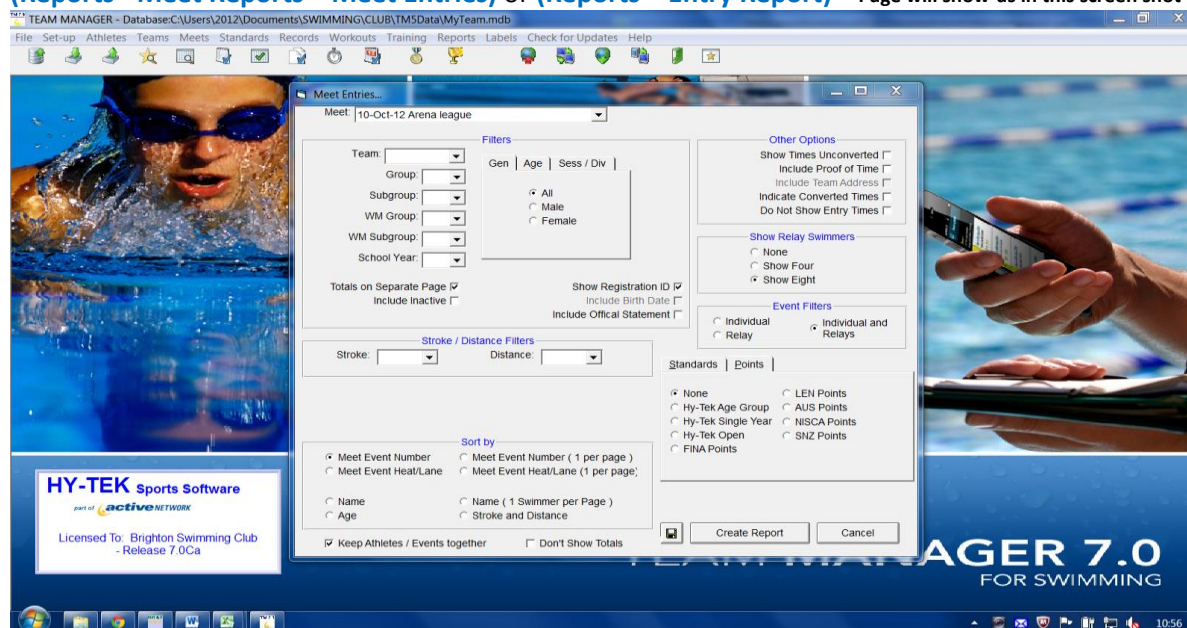 (Reports - Meet Reports - Meet Entries) Or (Reports - Entry Report) - Page will show as in this screen shot
TEAM MANAGER - Database:C:\Users\2012\Documents\SWIMMING\CLUB\TM5Data\MyTeam.mdb
File Set-up Athletes Teams Meets Standards Records Workouts Training Reports Labels Check for Updates Help
Meet Entries...
Meet: 10-Oct-12 Arena league
Filters
Team:
Group:
Subgroup:
WM Group:
WM Subgroup:
School Year:
Gen Age Sess / Div
All
Male
Female
Totals on Separate Page
Include Inactive
Show Registration ID
Include Birth Date
Include Offical Statement
Other Options
Show Times Unconverted
Include Proof of Time
Include Team Address
Indicate Converted Times
Do Not Show Entry Times
Show Relay Swimmers
None
Show Four
Show Eight
Event Filters
Individual
Relay
Individual and
Relays
Stroke / Distance Filters
Stroke: Distance:
Standards Points
None LEN Points
Hy-Tek Age Group AUS Points
Hy-Tek Single Year NISCA Points
Hy-Tek Open SNZ Points
FINA Points
Sort by
Meet Event Number Meet Event Number ( 1 per page )
Meet Event Heat/Lane Meet Event Heat/Lane (1 per page;
Name Name ( 1 Swimmer per Page )
Age Stroke and Distance
Keep Athletes / Events together Don't Show Totals
Create Report Cancel
HY-TEK Sports Software
part of active NETWORK
Licensed To: Brighton Swimming Club
- Release 7.0Ca
TEAM MANAGER 7.0
FOR SWIMMING
10:56